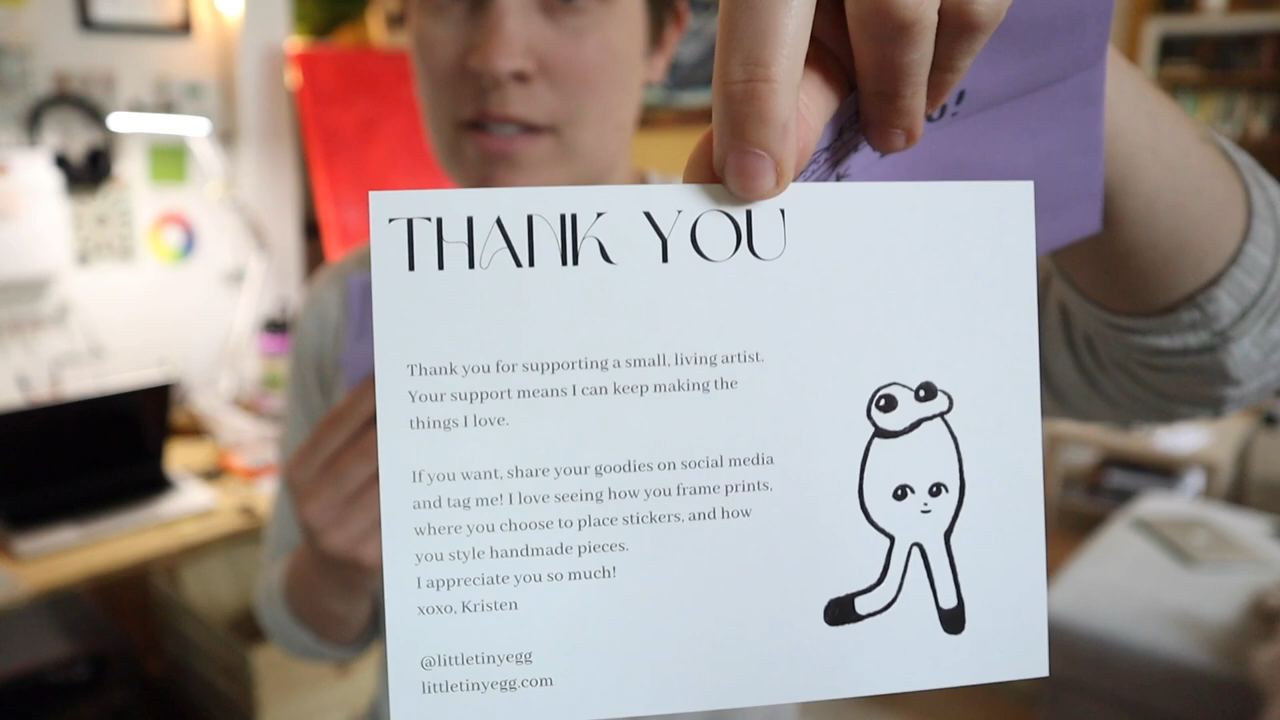 THANK YOU
Thank you for supporting a small, living artist.
Your support means I can keep making the
things I love.
If you want, share your goodies on social media
and tag me! I love seeing how you frame prints,
where you choose to place stickers, and how
you style handmade pieces.
I appreciate you so much!
xoxo, Kristen
@littletinyegg
littletinyegg.com